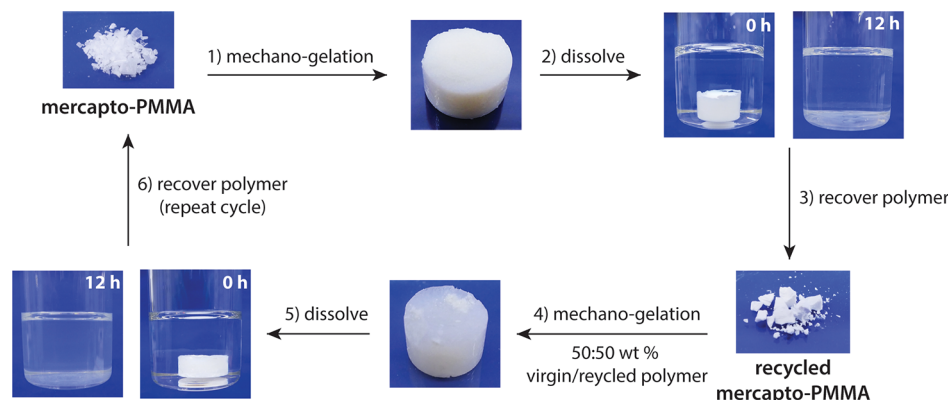 mercapto-PMMA
1) mechano-gelation
2) dissolve
0 h
12 h
3) recover polymer
recycled
mercapto-PMMA
4) mechano-gelation
50:50 wt %
virgin/reycled polymer
5) dissolve
0 h
12 h
6) recover polymer
(repeat cycle)